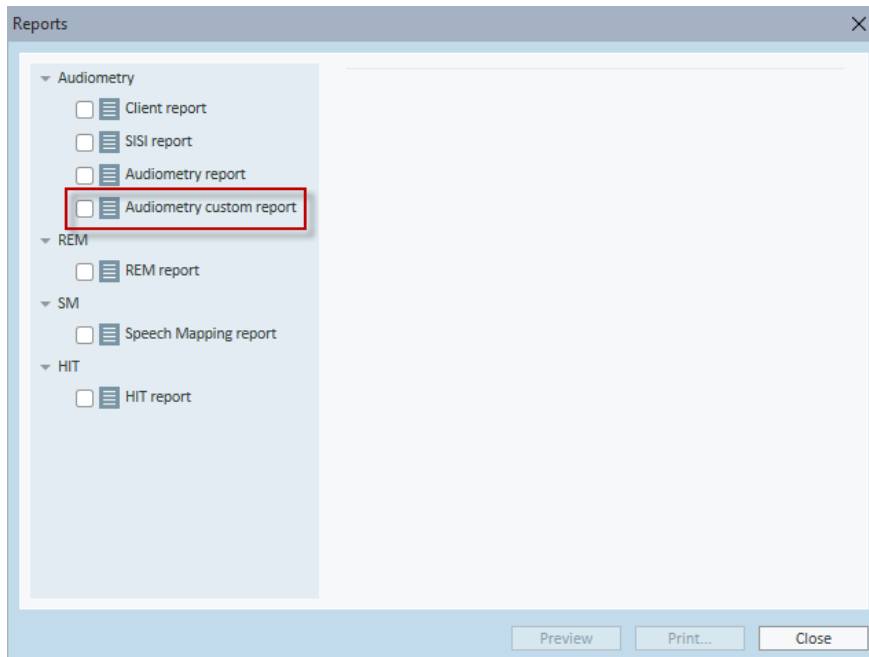 Reports
Audiometry
Client report
SISI report
Audiometry report
Audiometry custom report
REM
REM report
SM
Speech Mapping report
HIT
HIT report
Preview Print... Close